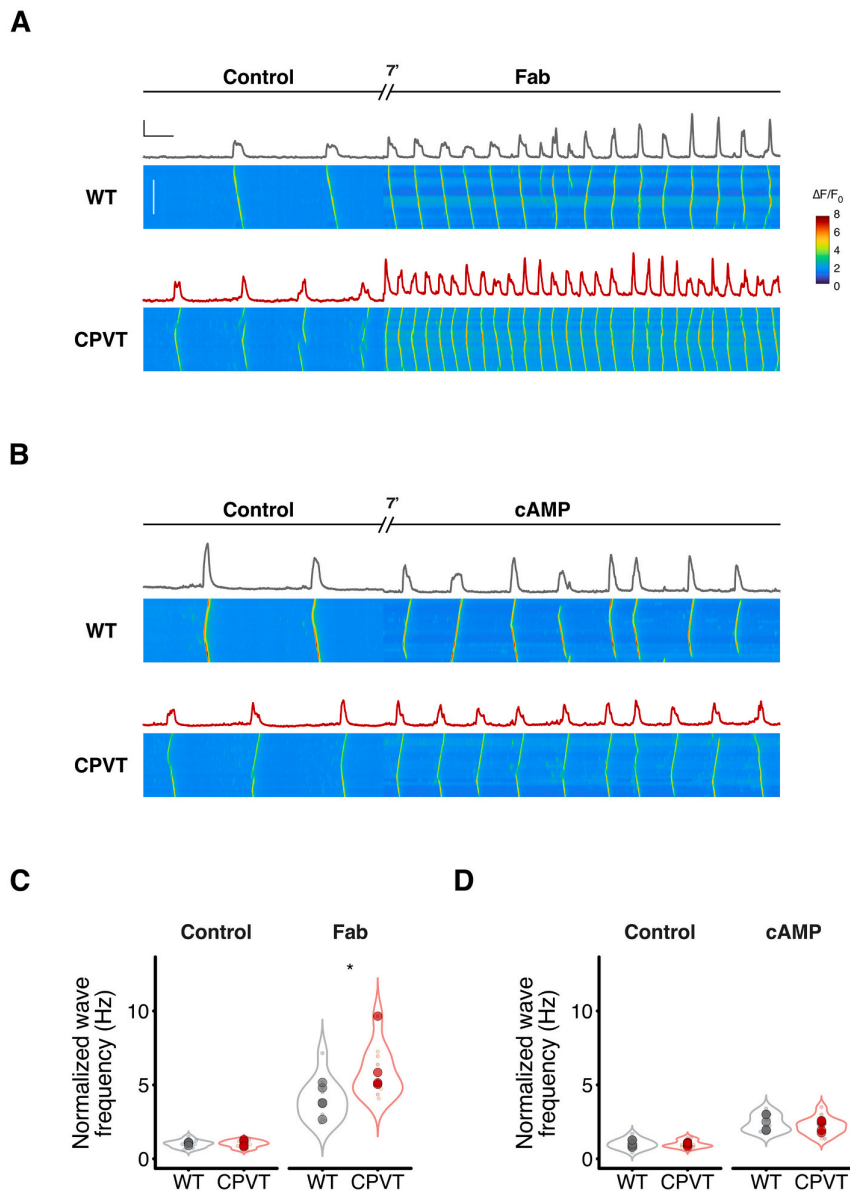 A
7'
Control Fab
WT
ΔF/F0
8
6
4
2
0
CPVT
B
7'
Control cAMP
WT
CPVT
C D
Control Fab Control cAMP
*
Normalized wave frequency (Hz)
10
5
0
WT CPVT WT CPVT
Normalized wave frequency (Hz)
10
5
0
WT CPVT WT CPVT